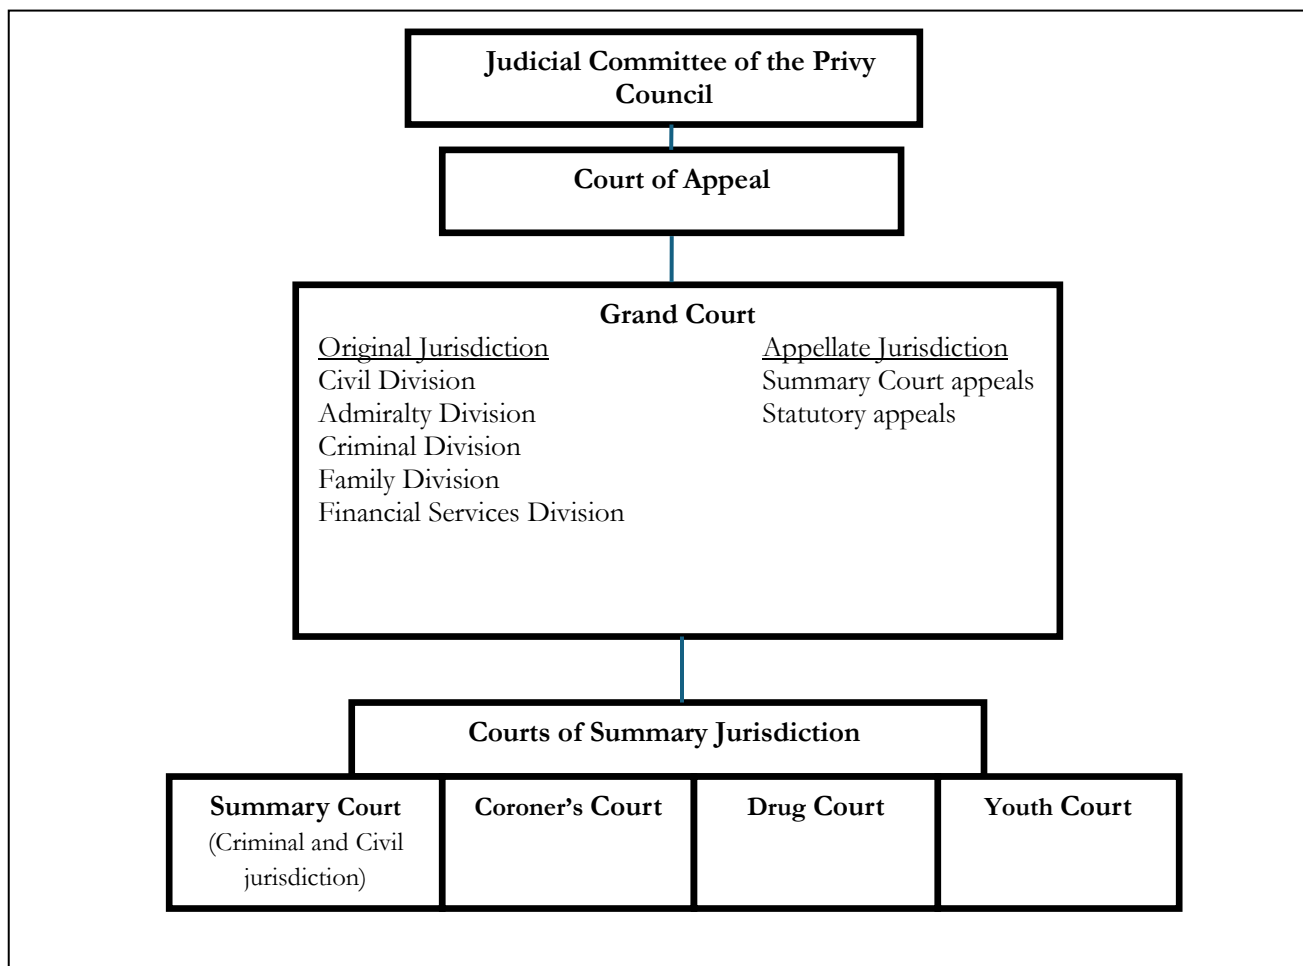 Judicial Committee of the Privy
Council
Court of Appeal
Grand Court
Original Jurisdiction
Civil Division
Admiralty Division
Criminal Division
Family Division
Financial Services Division
Appellate Jurisdiction
Summary Court appeals
Statutory appeals
Courts of Summary Jurisdiction
Summary Court
(Criminal and Civil
jurisdiction)
Coroner’s Court
Drug Court
Youth Court